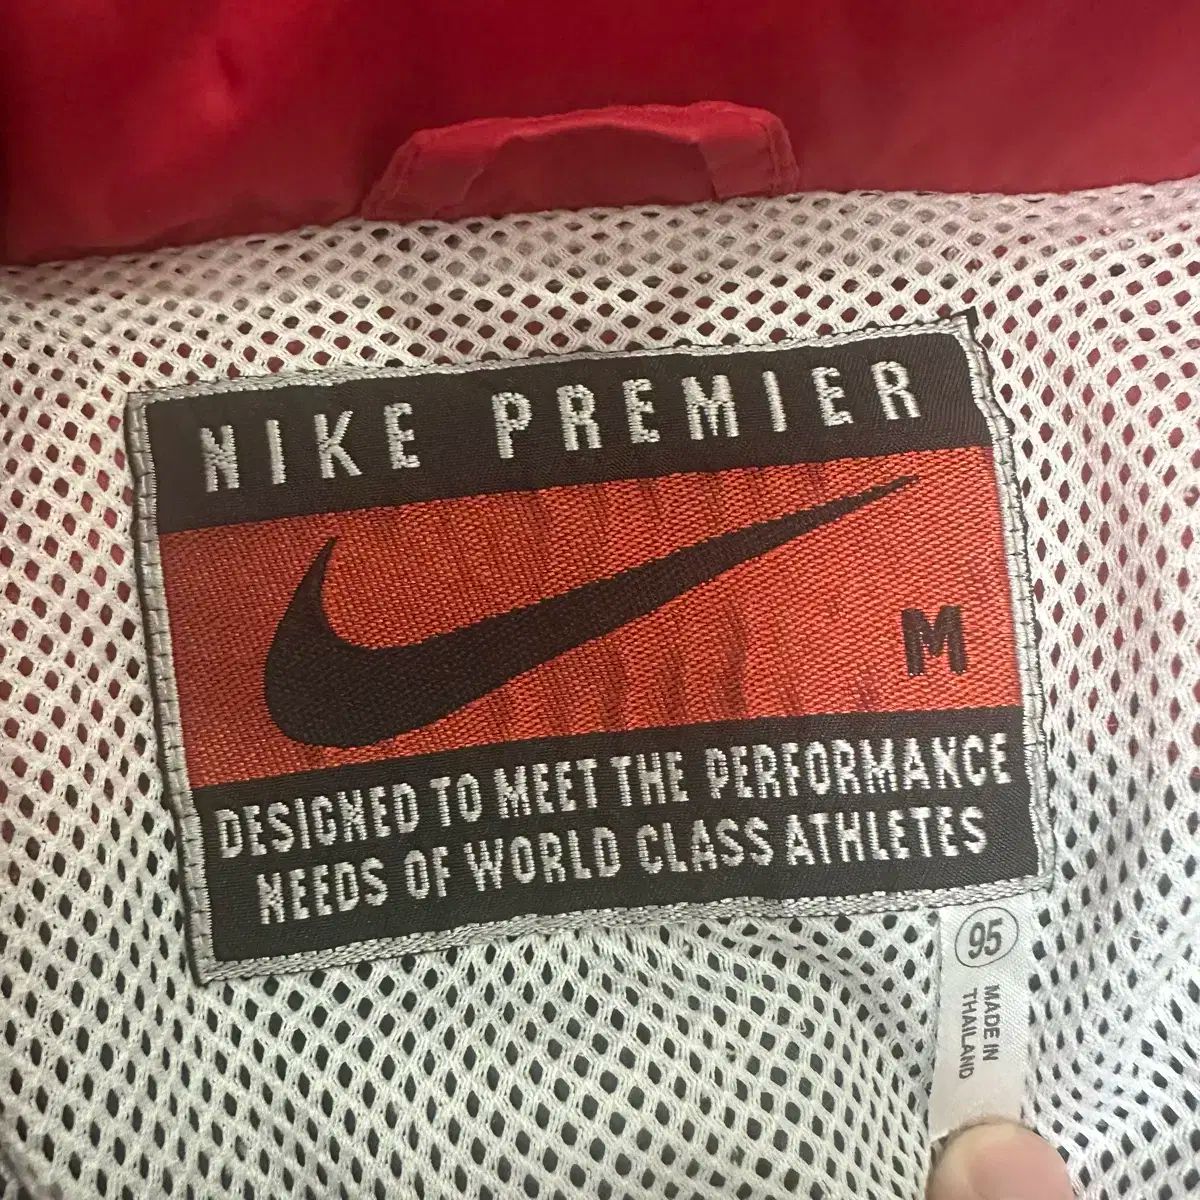 NIKE PREMIER
M
DESIGNED TO MEET THE PERFORMANCE
NEEDS OF WORLD CLASS ATHLETES
95
MADE IN
THAILAND